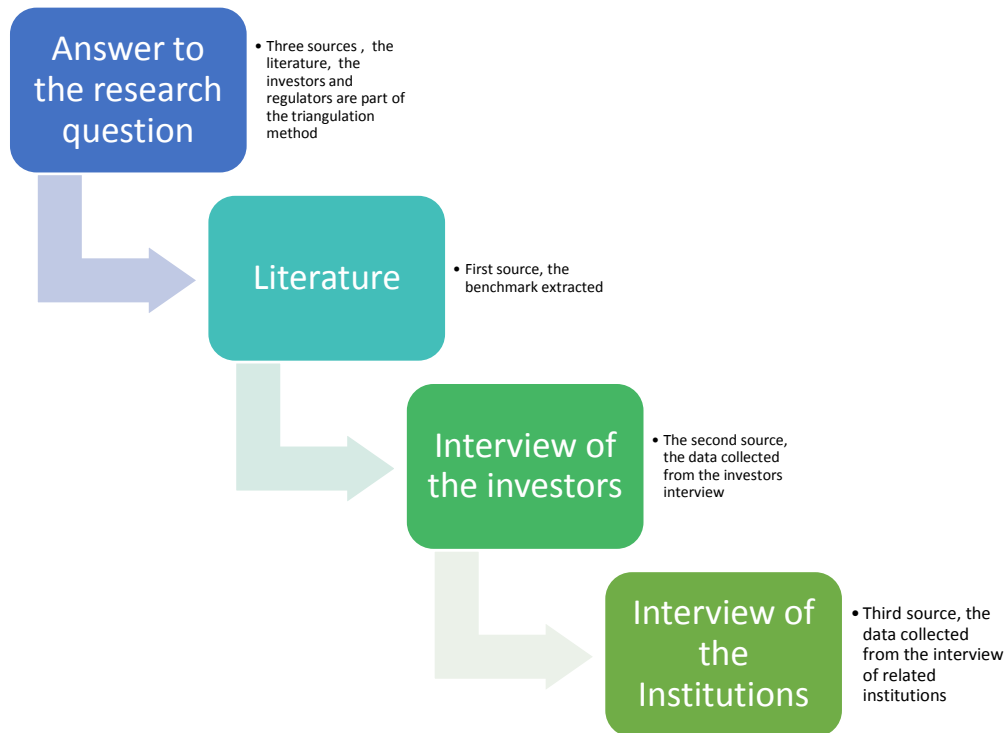 Answer to
the research
question
• Three sources , the
literature, the
investors and
regulators are part of
the triangulation
method
Literature
• First source, the
benchmark extracted
Interview of
the investors
• The second source,
the data collected
from the investors
interview
Interview of
the
Institutions
• Third source, the
data collected
from the interview
of related
institutions